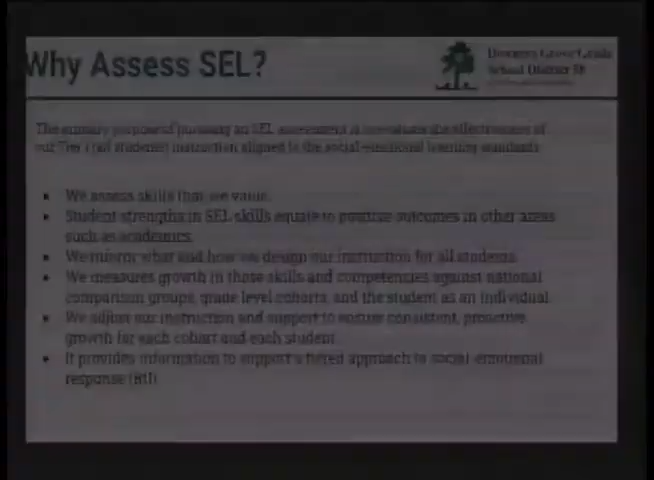 Why Assess SEL?
Downers Grove Grade
School District 58
The primary purpose of pursuing an SEL assessment is to evaluate the effectiveness of
our Tier 1 (all students) instruction aligned to the social-emotional learning standards.
We assess skills that we value.
Student strengths in SEL skills equate to positive outcomes in other areas
such as academics.
We inform what and how we design our instruction for all students.
We measures growth in those skills and competencies against national
comparison groups, grade level cohorts, and the student as an individual.
We adjust our instruction and support to ensure consistent, proactive
growth for each cohort and each student.
It provides information to support a tiered approach to social-emotional
response (RtI)